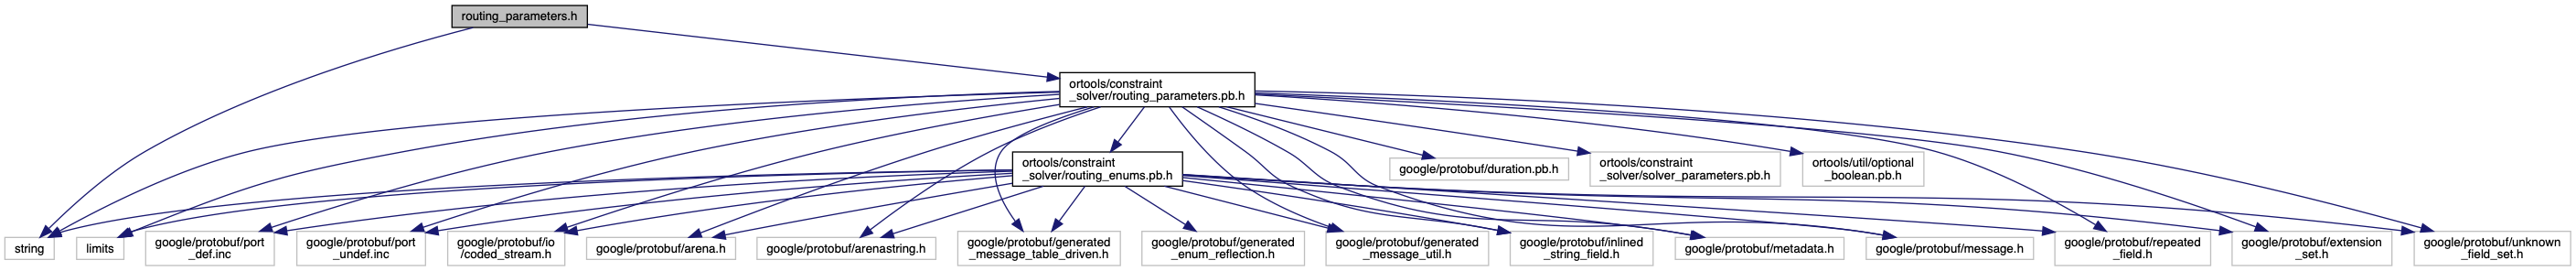 routing_parameters.h
ortools/constraint
_solver/routing_parameters.pb.h
ortools/constraint
_solver/routing_enums.pb.h
google/protobuf/duration.pb.h
ortools/constraint
_solver/solver_parameters.pb.h
ortools/util/optional
_boolean.pb.h
string
limits
google/protobuf/port
_def.inc
google/protobuf/port
_undef.inc
google/protobuf/io
/coded_stream.h
google/protobuf/arena.h
google/protobuf/arenastring.h
google/protobuf/generated
_message_table_driven.h
google/protobuf/generated
_enum_reflection.h
google/protobuf/generated
_message_util.h
google/protobuf/inlined
_string_field.h
google/protobuf/metadata.h
google/protobuf/message.h
google/protobuf/repeated
_field.h
google/protobuf/extension
_set.h
google/protobuf/unknown
_field_set.h